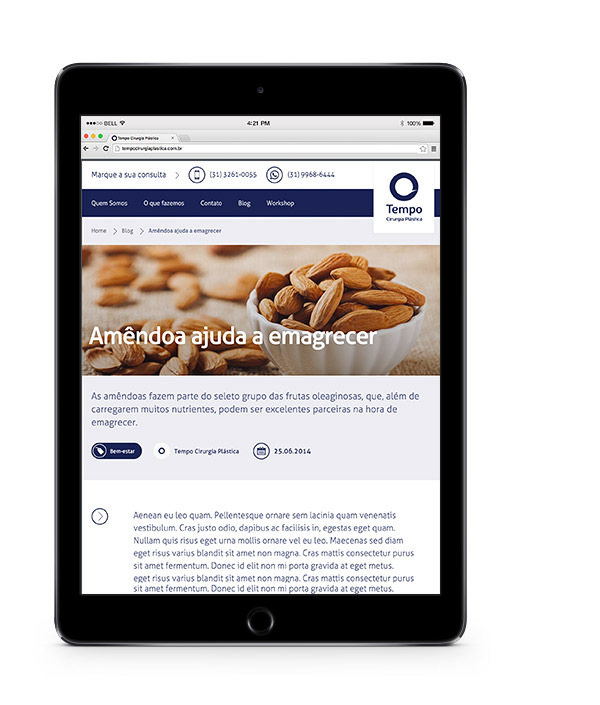 BELL
4:21 PM
100%
Tempo Cirurgia Plástica
tempocirurgiaplastica.com.br
Marque a sua consulta
(31) 3261-0055
(31) 9968-6444
Tempo
Cirurgia Plástica
Quem Somos
O que fazemos
Contato
Blog
Workshop
Home
Blog
Amêndoa ajuda a emagrecer
Amêndoa ajuda a emagrecer
As amêndoas fazem parte do seleto grupo das frutas oleaginosas, que, além de
carregarem muitos nutrientes, podem ser excelentes parceiras na hora de
emagrecer.
Bem-estar
Tempo Cirurgia Plástica
25.06.2014
Aenean eu leo quam. Pellentesque ornare sem lacinia quam venenatis
vestibulum. Cras justo odio, dapibus ac facilisis in, egestas eget quam.
Nullam quis risus eget urna mollis ornare vel eu leo. Maecenas sed diam
eget risus varius blandit sit amet non magna. Cras mattis consectetur purus
sit amet fermentum. Donec id elit non mi porta gravida at eget metus.
eget risus varius blandit sit amet non magna. Cras mattis consectetur purus
sit amet fermentum. Donec id elit non mi porta gravida at eget metus.